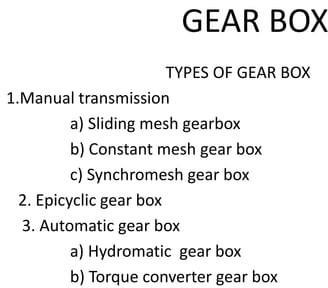 GEAR BOX
TYPES OF GEAR BOX
1.Manual transmission
a) Sliding mesh gearbox
b) Constant mesh gear box
c) Synchromesh gear box
2. Epicyclic gear box
3. Automatic gear box
a) Hydromatic gear box
b) Torque converter gear box